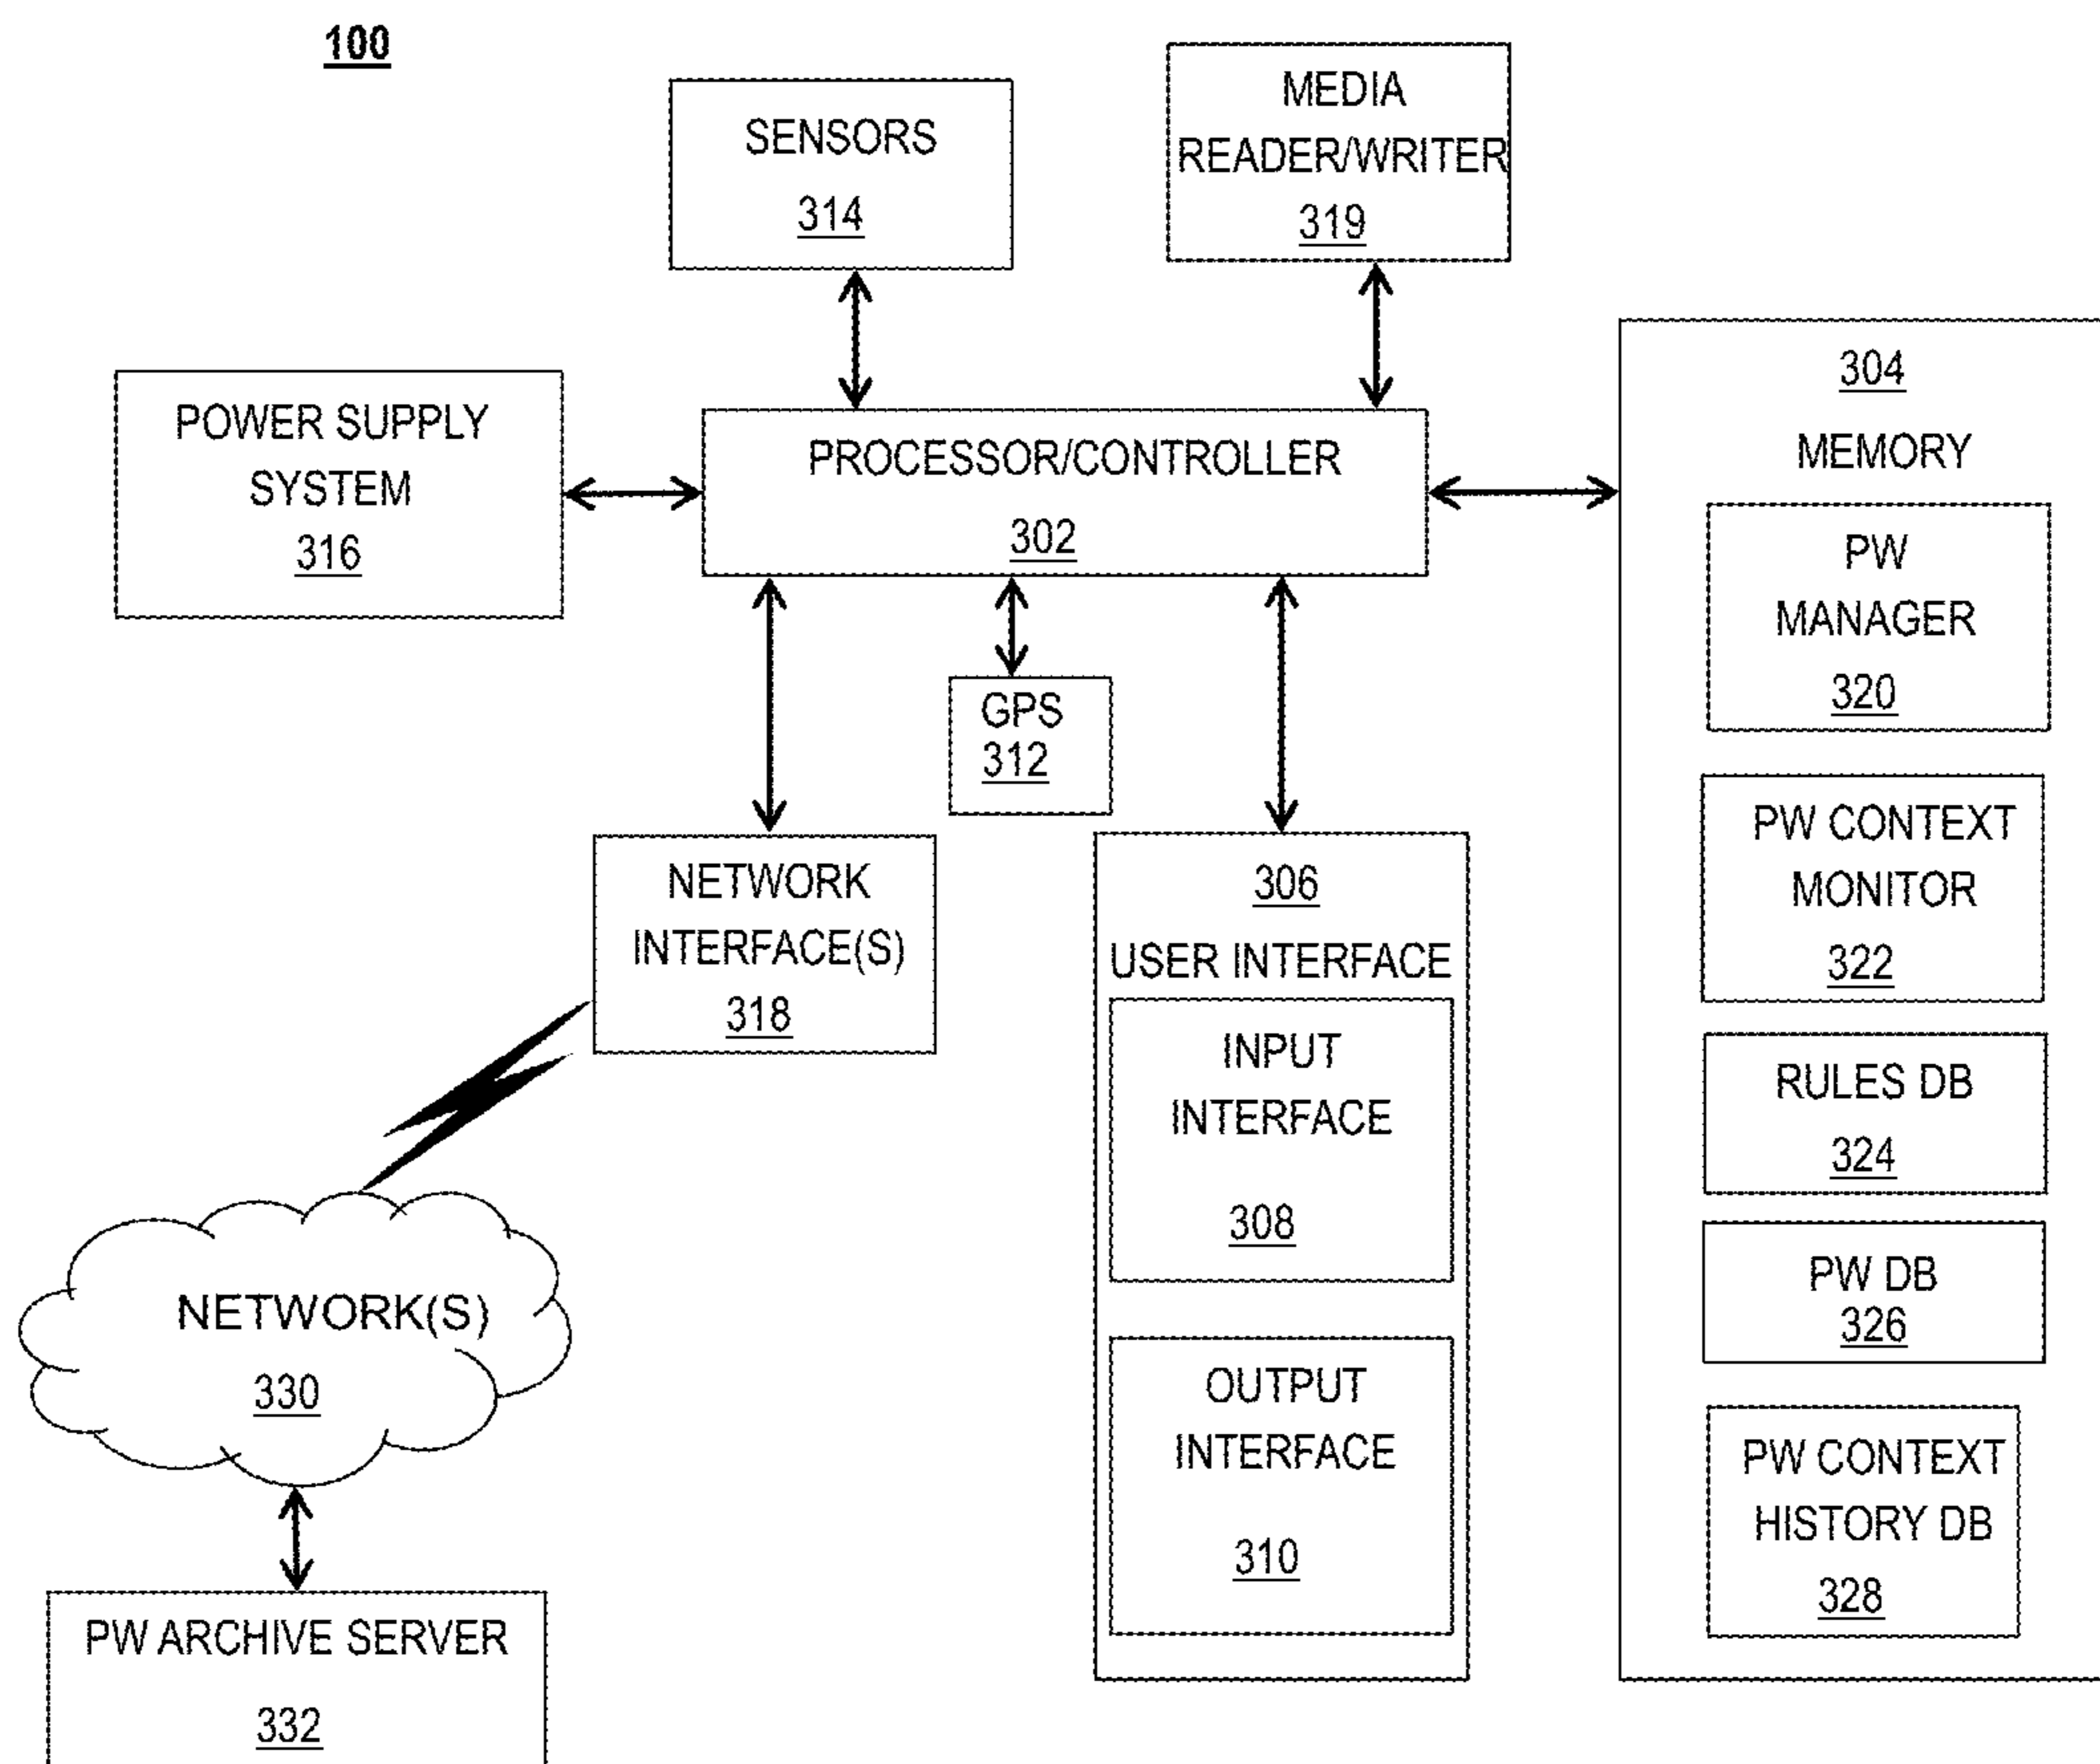 100
SENSORS
314
MEDIA
READER/WRITER
319
POWER SUPPLY
SYSTEM
316
PROCESSOR/CONTROLLER
302
304
MEMORY
PW
MANAGER
320
PW CONTEXT
MONITOR
322
RULES DB
324
PW DB
326
PW CONTEXT
HISTORY DB
328
GPS
312
NETWORK
INTERFACE(S)
318
306
USER INTERFACE
INPUT
INTERFACE
308
OUTPUT
INTERFACE
310
NETWORK(S)
330
PW ARCHIVE SERVER
332